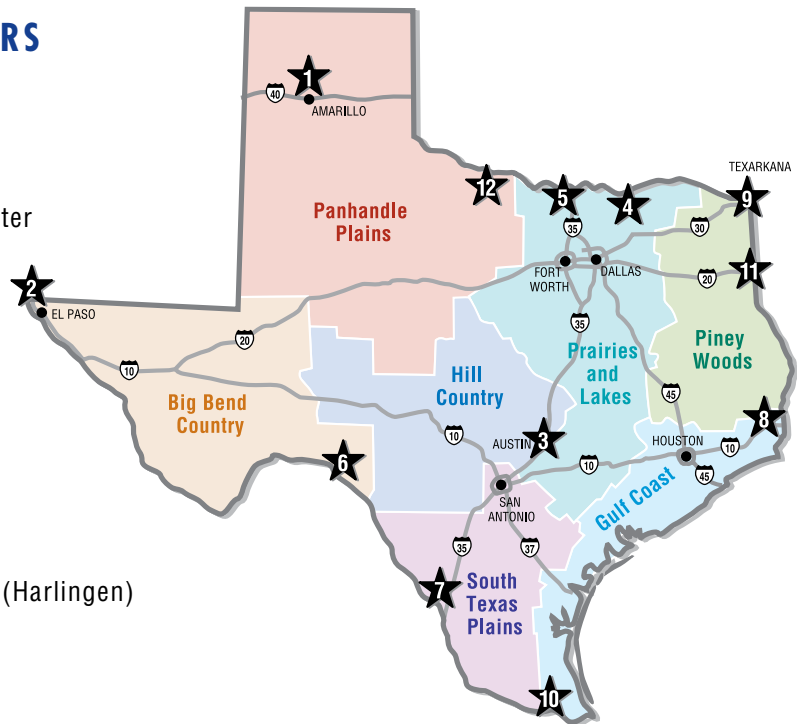 RS
1
40
AMARILLO
TEXARKANA
12
5
4
9
ter
Panhandle
Plains
35
30
2
FORT
WORTH
DALLAS
11
20
EL PASO
20
35
10
Prairies
and
Lakes
Piney
Woods
Hill
Country
Big Bend
Country
45
8
10
AUSTIN
3
HOUSTON
10
6
10
45
SAN
ANTONIO
Gulf Coast
35
37
(Harlingen)
7
South
Texas
Plains
10